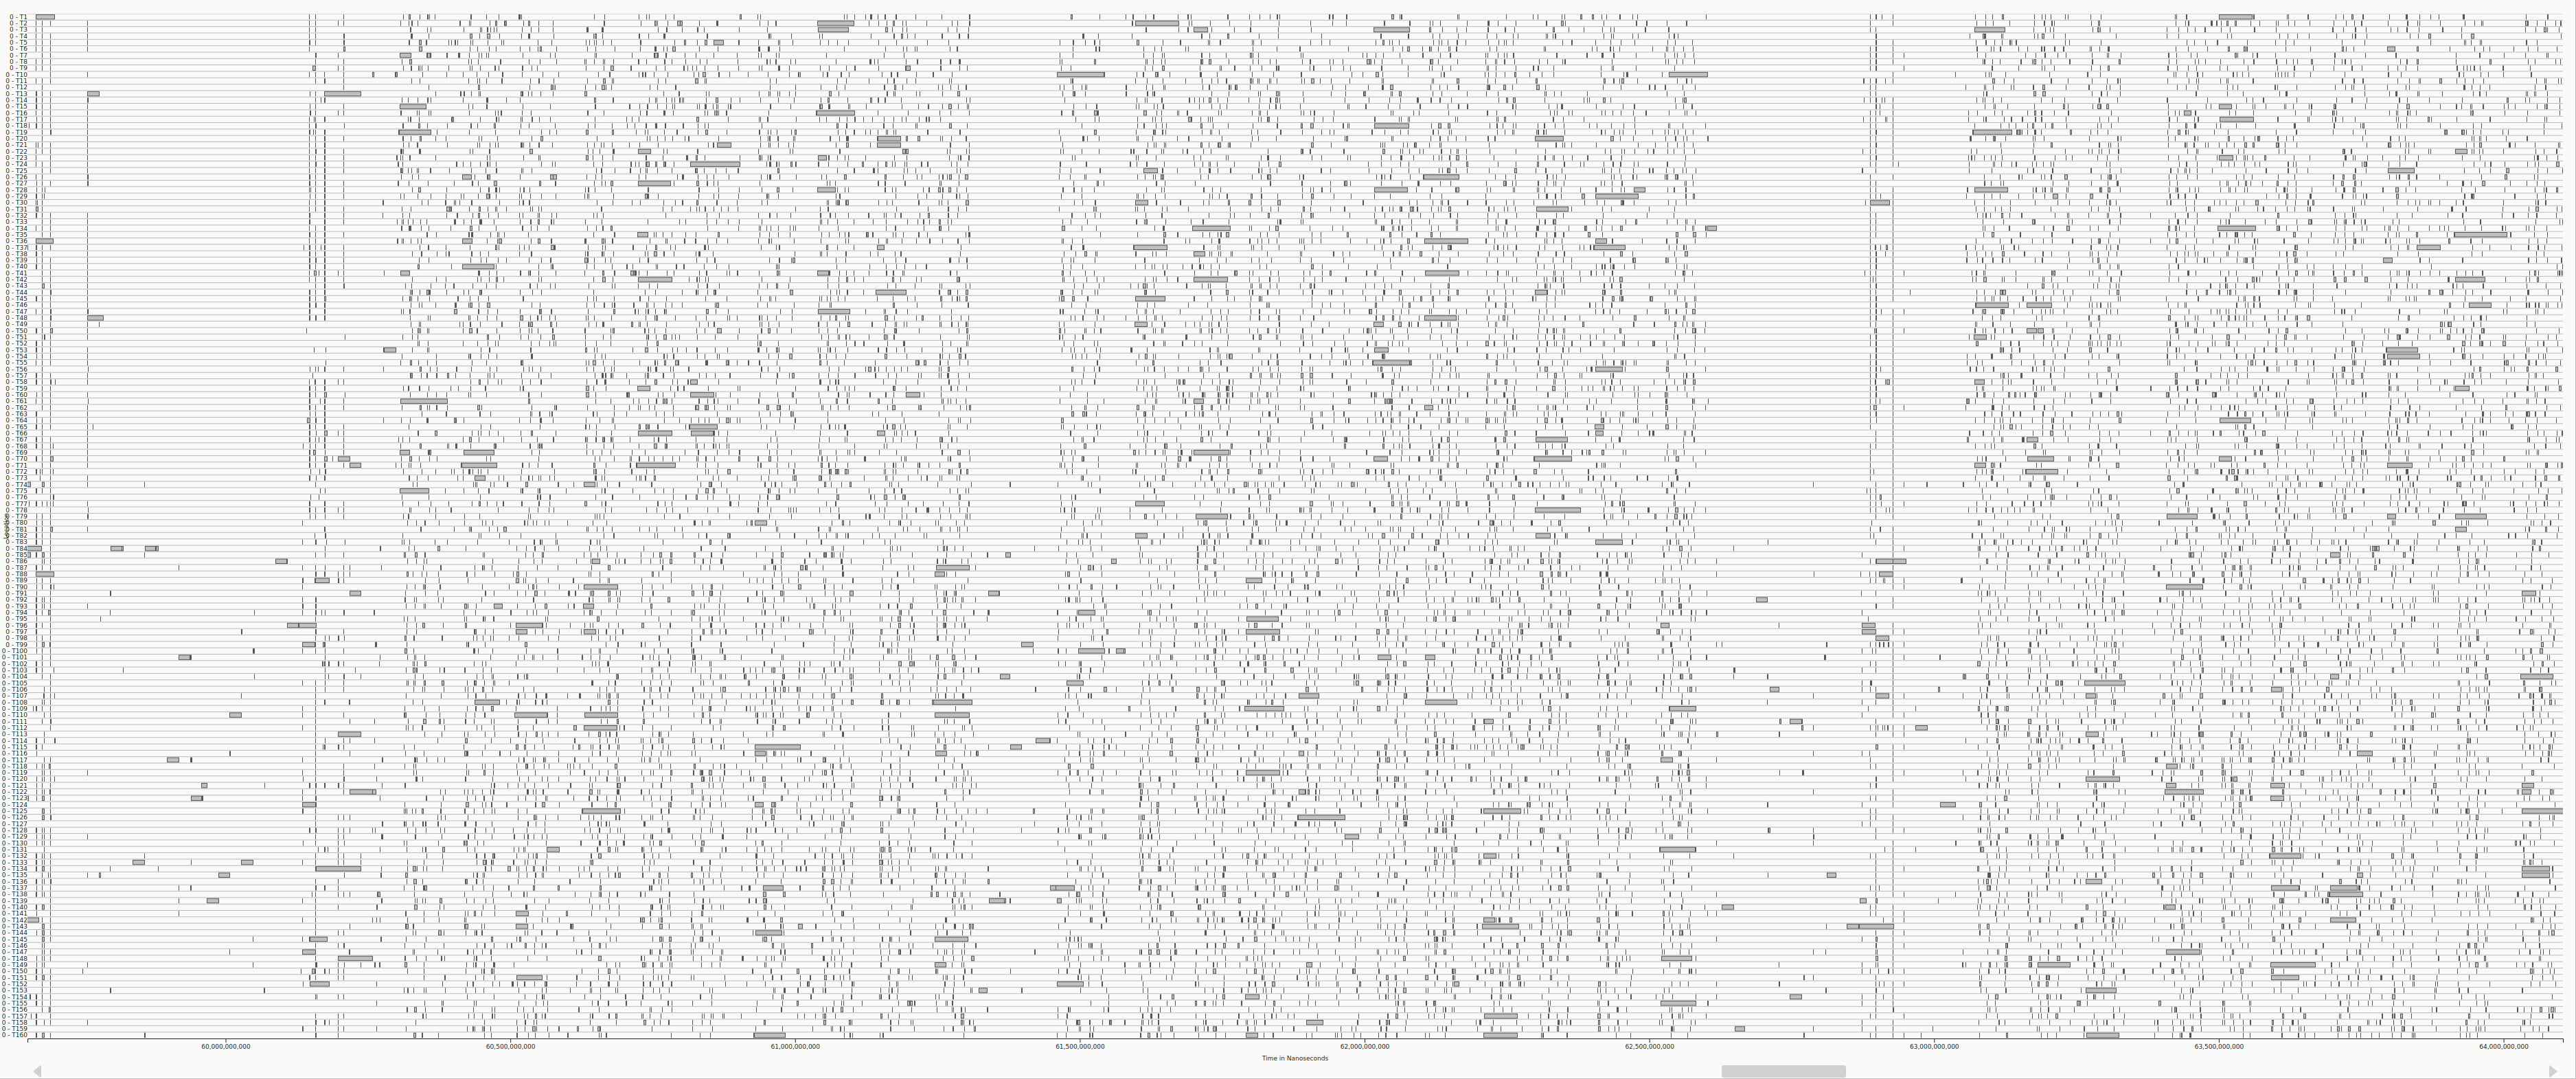 0 - T1
0 - T2
0 - T3
0 - T4
0 - T5
0 - T6
0 - T7
0 - T8
0 - T9
0 - T10
0 - T11
0 - T12
0 - T13
0 - T14
0 - T15
0 - T16
0 - T17
0 - T18
0 - T19
0 - T20
0 - T21
0 - T22
0 - T23
0 - T24
0 - T25
0 - T26
0 - T27
0 - T28
0 - T29
0 - T30
0 - T31
0 - T32
0 - T33
0 - T34
0 - T35
0 - T36
0 - T37
0 - T38
0 - T39
0 - T40
0 - T41
0 - T42
0 - T43
0 - T44
0 - T45
0 - T46
0 - T47
0 - T48
0 - T49
0 - T50
0 - T51
0 - T52
0 - T53
0 - T54
0 - T55
0 - T56
0 - T57
0 - T58
0 - T59
0 - T60
0 - T61
0 - T62
0 - T63
0 - T64
0 - T65
0 - T66
0 - T67
0 - T68
0 - T69
0 - T70
0 - T71
0 - T72
0 - T73
0 - T74
0 - T75
0 - T76
0 - T77
0 - T78
0 - T79
0 - T80
0 - T81
0 - T82
0 - T83
0 - T84
0 - T85
0 - T86
0 - T87
0 - T88
0 - T89
0 - T90
0 - T91
0 - T92
0 - T93
0 - T94
0 - T95
0 - T96
0 - T97
0 - T98
0 - T99
0 - T100
0 - T101
0 - T102
0 - T103
0 - T104
0 - T105
0 - T106
0 - T107
0 - T108
0 - T109
0 - T110
0 - T111
0 - T112
0 - T113
0 - T114
0 - T115
0 - T116
0 - T117
0 - T118
0 - T119
0 - T120
0 - T121
0 - T122
0 - T123
0 - T124
0 - T125
0 - T126
0 - T127
0 - T128
0 - T129
0 - T130
0 - T131
0 - T132
0 - T133
0 - T134
0 - T135
0 - T136
0 - T137
0 - T138
0 - T139
0 - T140
0 - T141
0 - T142
0 - T143
0 - T144
0 - T145
0 - T146
0 - T147
0 - T148
0 - T149
0 - T150
0 - T151
0 - T152
0 - T153
0 - T154
0 - T155
0 - T156
0 - T157
0 - T158
0 - T159
0 - T160
60,000,000,000 60,500,000,000 61,000,000,000 61,500,000,000 62,000,000,000 62,500,000,000 63,000,000,000 63,500,000,000 64,000,000,000
Time in Nanoseconds